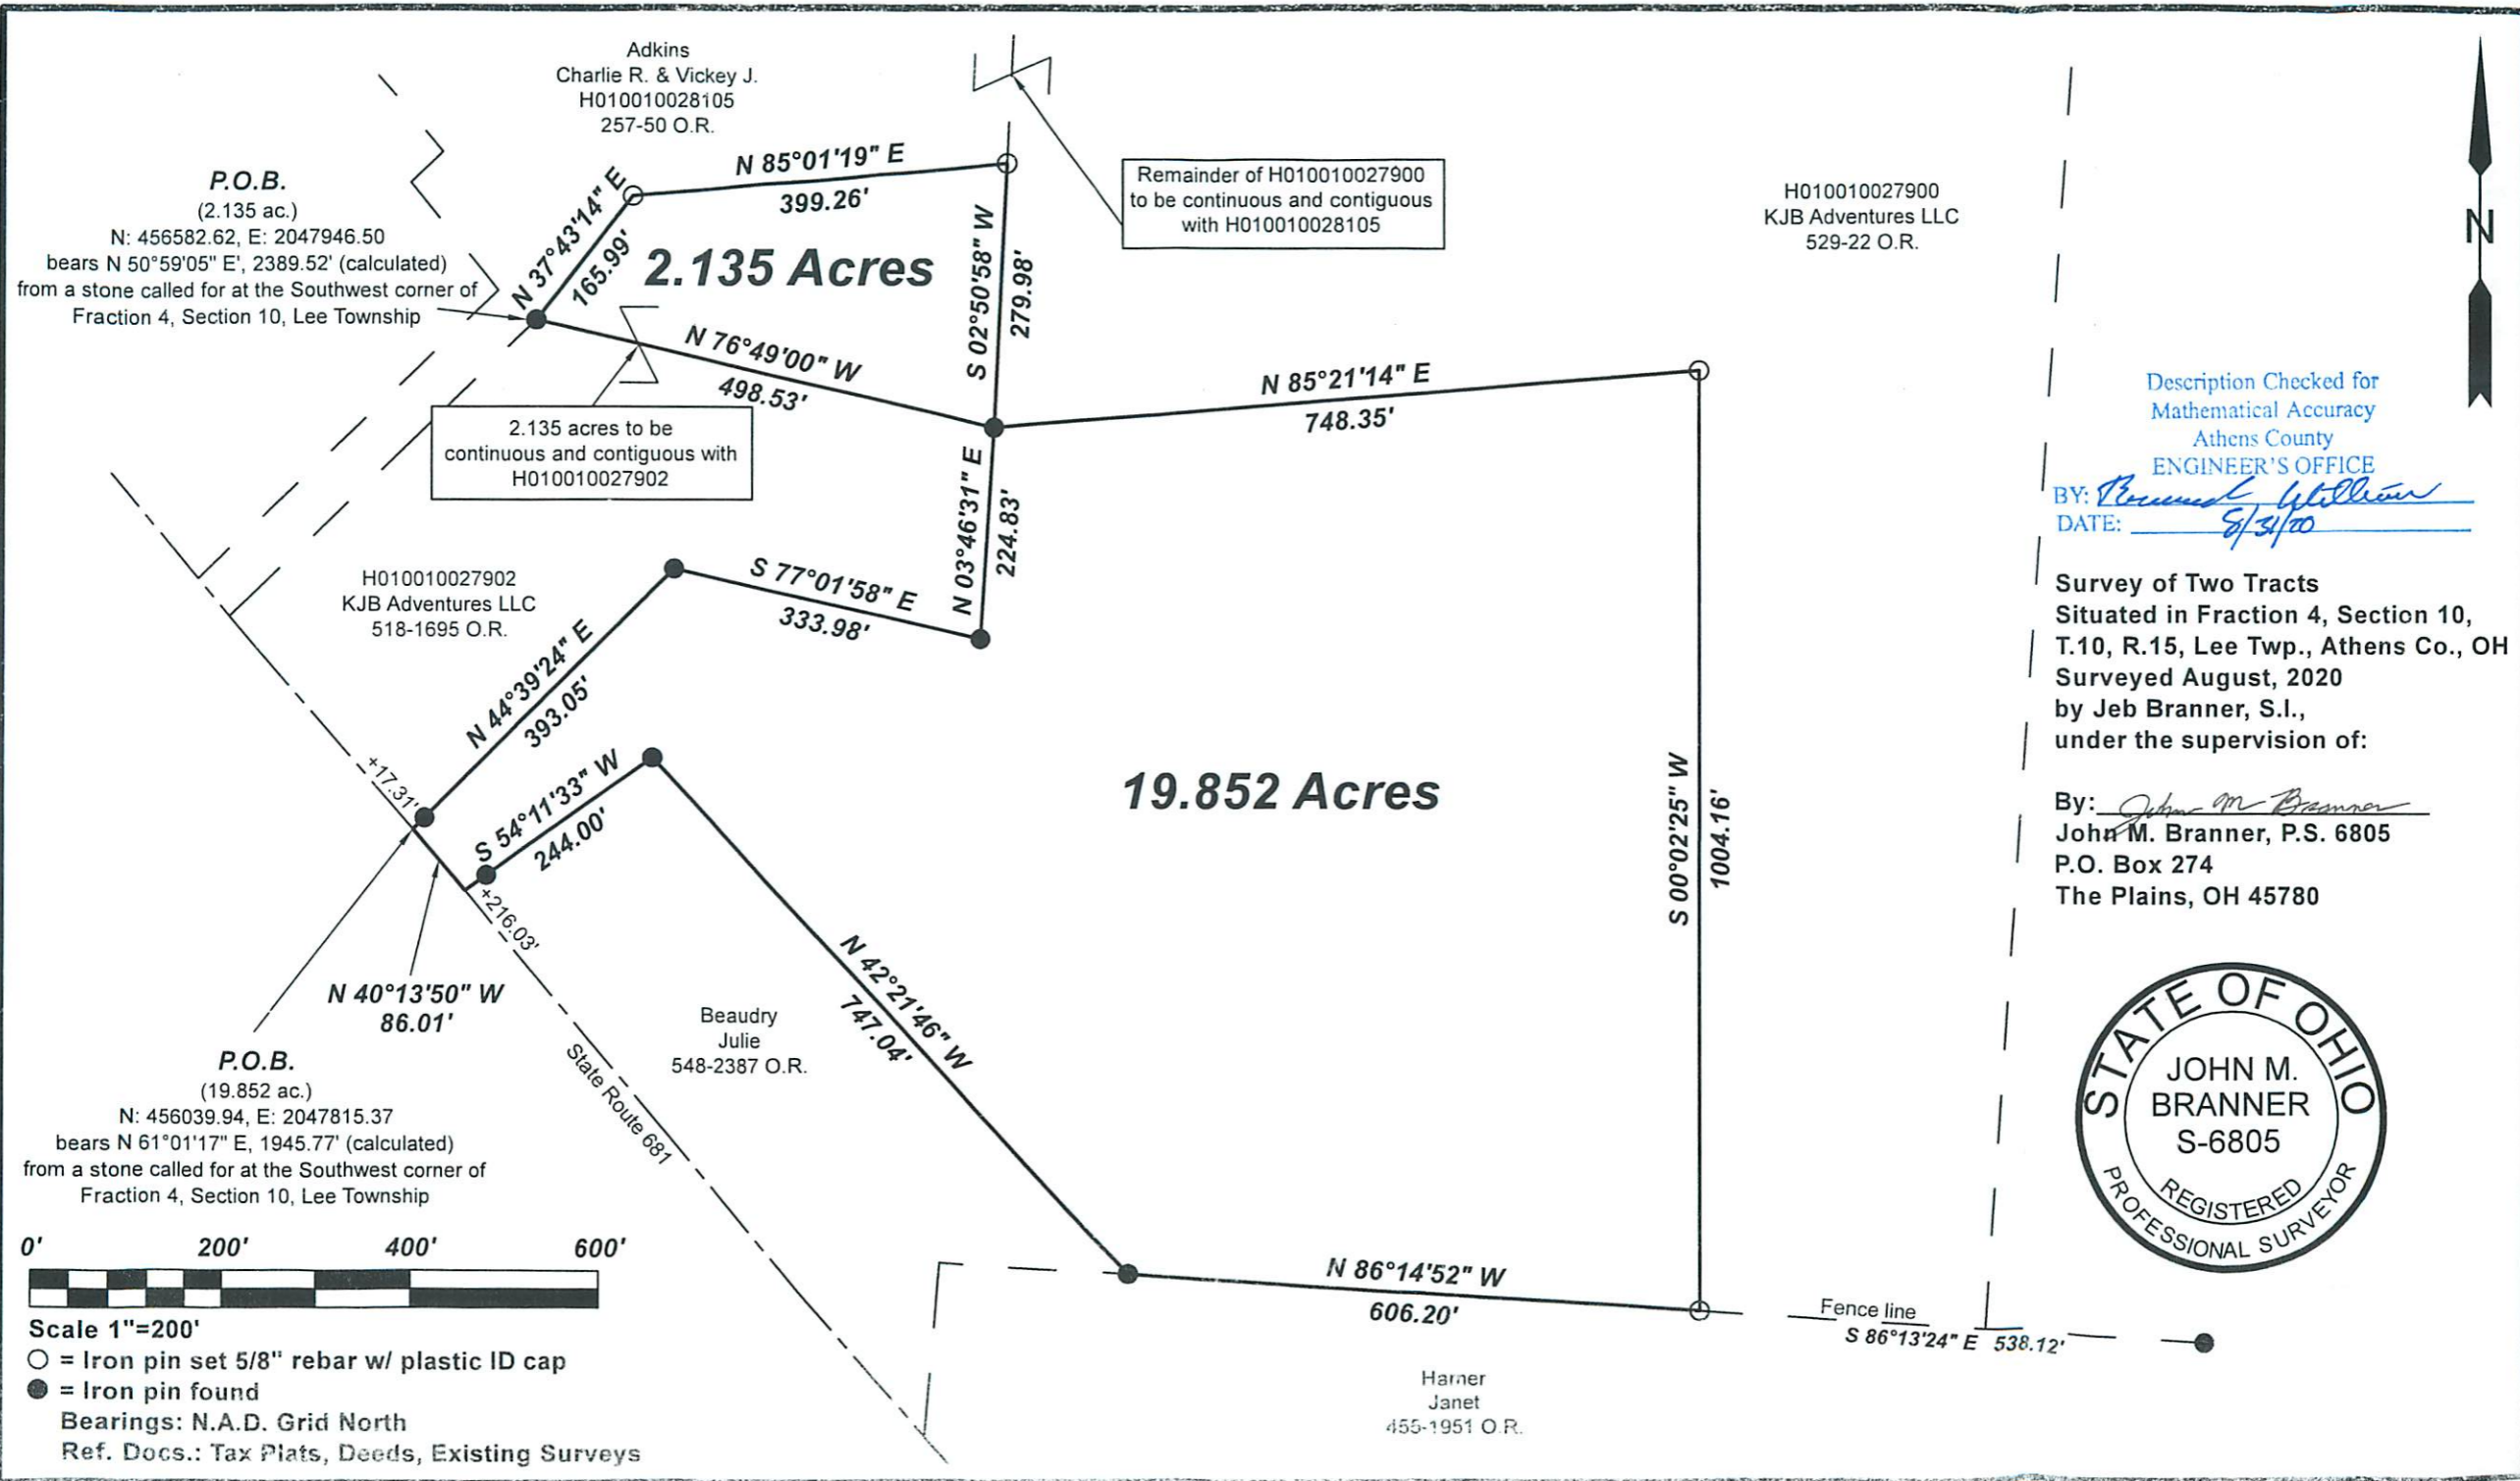 Adkins
Charlie R. & Vickey J.
H010010028105
257-50 O.R.
P.O.B.
(2.135 ac.)
N: 456582.62, E: 2047946.50
bears N 50°59'05" E', 2389.52' (calculated)
from a stone called for at the Southwest corner of
Fraction 4, Section 10, Lee Township
N 37°43'14" E
165.99'
N 85°01'19" E
399.26'
2.135 Acres
S 02°50'58" W
279.98'
N 76°49'00" W
498.53'
Remainder of H010010027900
to be continuous and contiguous
with H010010028105
H010010027900
KJB Adventures LLC
529-22 O.R.
N
2.135 acres to be
continuous and contiguous with
H010010027902
N 85°21'14" E
748.35'
N 03°46'31" E
224.83'
H010010027902
KJB Adventures LLC
518-1695 O.R.
S 77°01'58" E
333.98'
N 44°39'24" E
393.05'
+17.31'
S 54°11'33" W
244.00'
+216.03'
N 40°13'50" W
86.01'
19.852 Acres
S 00°02'25" W
1004.16'
N 42°21'46" W
747.04'
Beaudry
Julie
548-2387 O.R.
State Route 681
P.O.B.
(19.852 ac.)
N: 456039.94, E: 2047815.37
bears N 61°01'17" E, 1945.77' (calculated)
from a stone called for at the Southwest corner of
Fraction 4, Section 10, Lee Township
N 86°14'52" W
606.20'
Fence line
S 86°13'24" E 538.12'
Harner
Janet
455-1951 O.R.
0' 200' 400' 600'
Scale 1"=200'
= Iron pin set 5/8" rebar w/ plastic ID cap
= Iron pin found
Bearings: N.A.D. Grid North
Ref. Docs.: Tax Plats, Deeds, Existing Surveys
Description Checked for
Mathematical Accuracy
Athens County
ENGINEER'S OFFICE
BY:
DATE: 8/31/20
Survey of Two Tracts
Situated in Fraction 4, Section 10,
T.10, R.15, Lee Twp., Athens Co., OH
Surveyed August, 2020
by Jeb Branner, S.I.,
under the supervision of:
By: John M Branner
John M. Branner, P.S. 6805
P.O. Box 274
The Plains, OH 45780
STATE OF OHIO
JOHN M.
BRANNER
S-6805
REGISTERED
PROFESSIONAL SURVEYOR